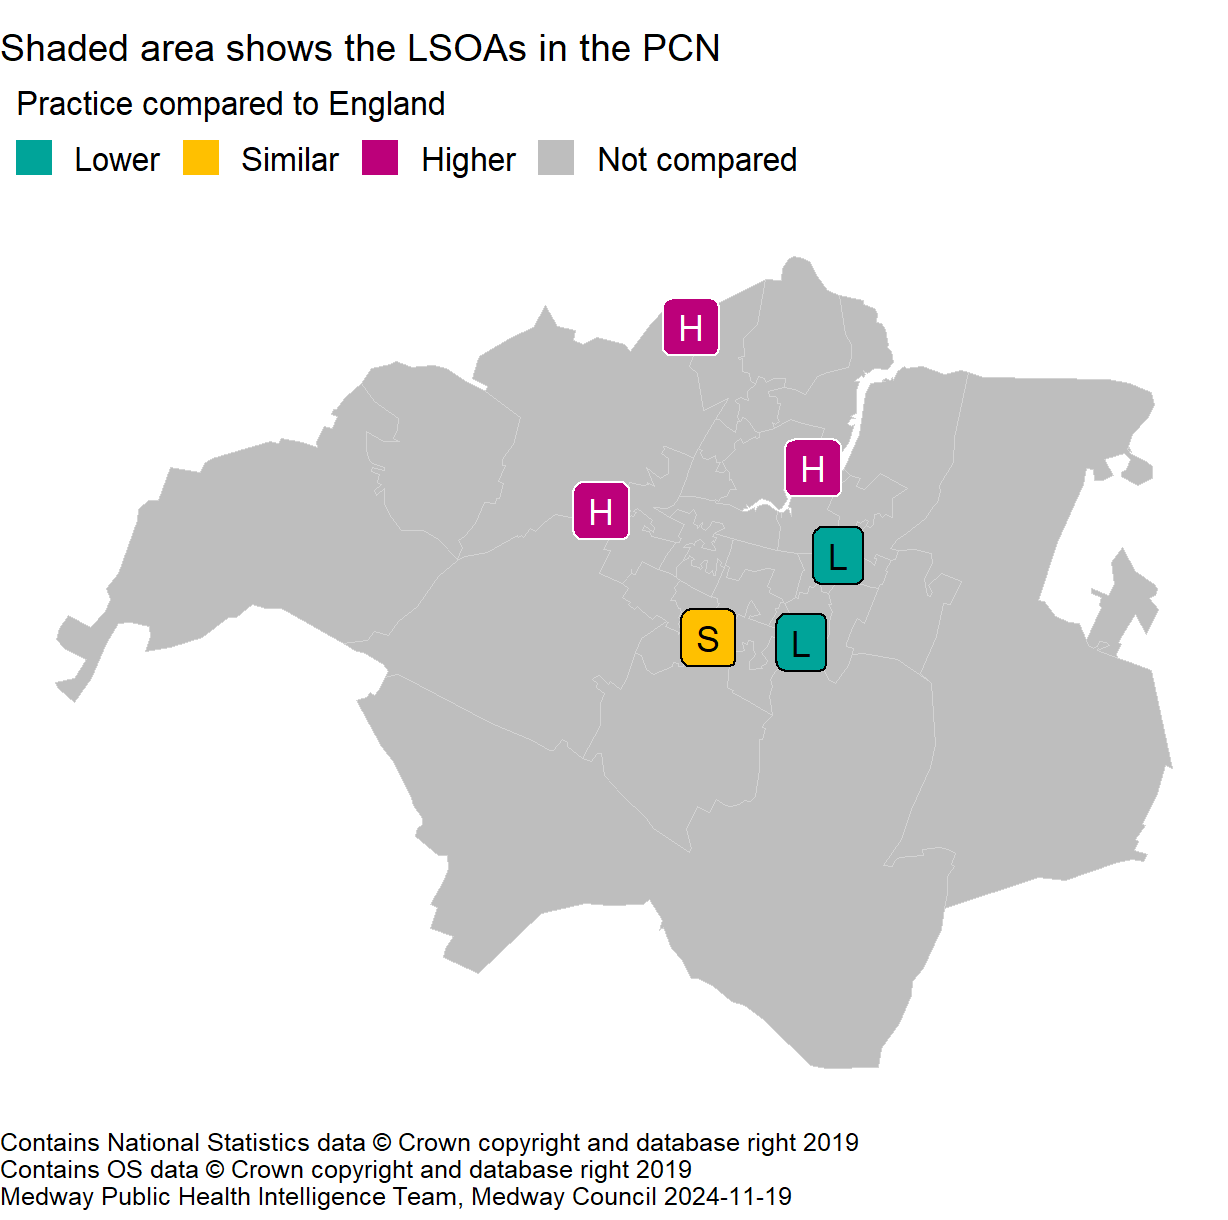 Shaded area shows the LSOAs in the PCN
Practice compared to England
Lower Similar Higher Not compared
H
H
H
L
S
L
Contains National Statistics data © Crown copyright and database right 2019
Contains OS data © Crown copyright and database right 2019
Medway Public Health Intelligence Team, Medway Council 2024-11-19